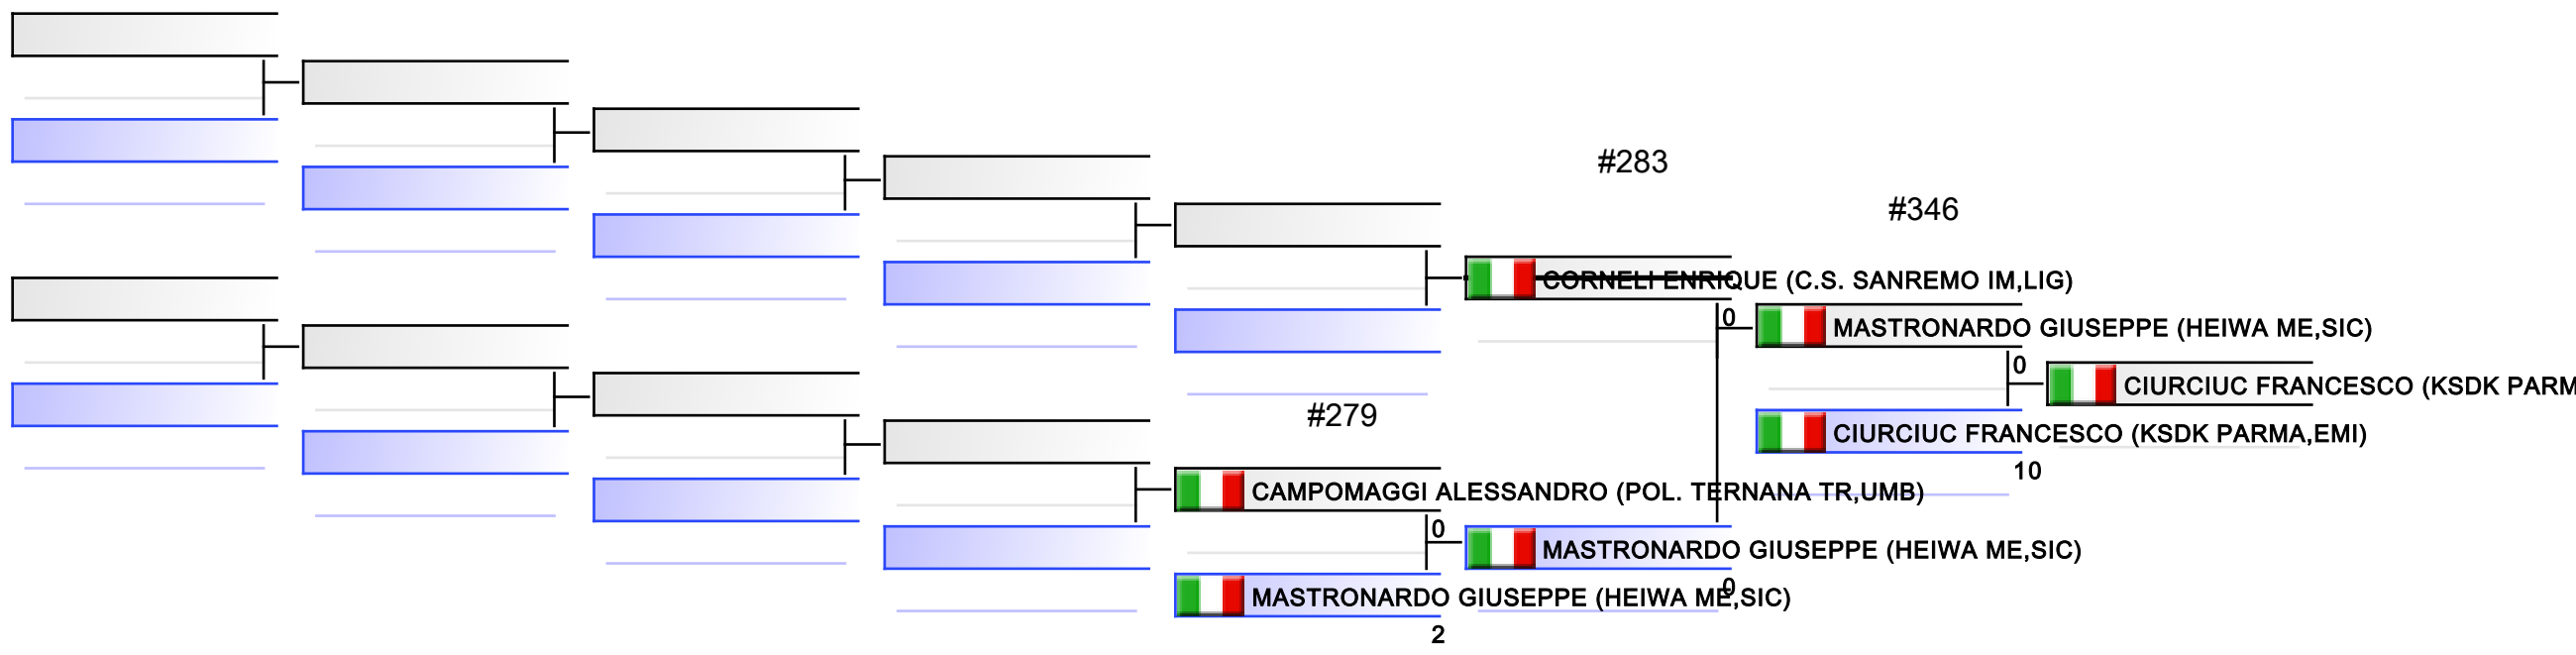 #283
#346
CORNELI ENRIQUE (C.S. SANREMO IM,LIG)
0
MASTRONARDO GIUSEPPE (HEIWA ME,SIC)
0
CIURCIUC FRANCESCO (KSDK PARM
CIURCIUC FRANCESCO (KSDK PARMA,EMI)
10
#279
CAMPOMAGGI ALESSANDRO (POL. TERNANA TR,UMB)
0
MASTRONARDO GIUSEPPE (HEIWA ME,SIC)
0
MASTRONARDO GIUSEPPE (HEIWA ME,SIC)
2